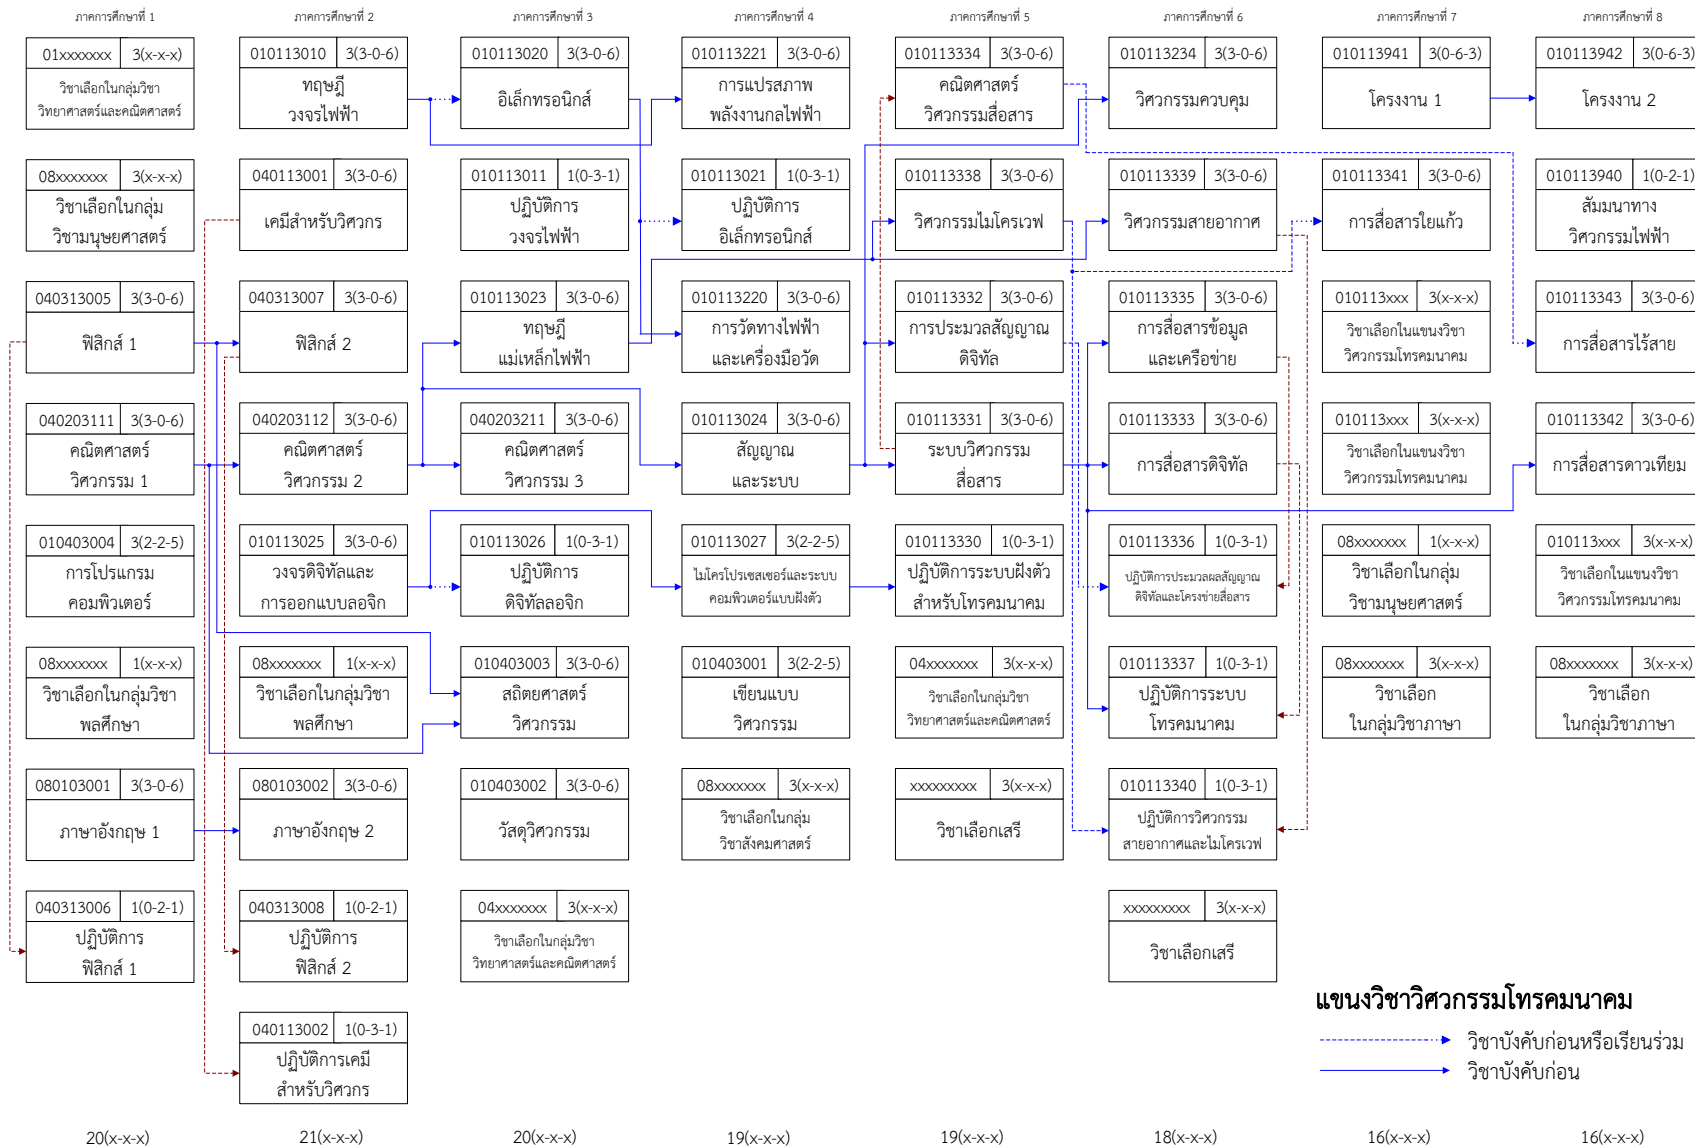 ภาคการศึกษาที่ 1
01xxxxxxx 3(x-x-x)
วิชาเลือกในกลุ่มวิชา
วิทยาศาสตร์และคณิตศาสตร์
08xxxxxxx 3(x-x-x)
วิชาเลือกในกลุ่ม
วิชามนุษยศาสตร์
040313005 3(3-0-6)
ฟิสิกส์ 1
040203111 3(3-0-6)
คณิตศาสตร์
วิศวกรรม 1
010403004 3(2-2-5)
การโปรแกรม
คอมพิวเตอร์
08xxxxxxx 1(x-x-x)
วิชาเลือกในกลุ่มวิชา
พลศึกษา
080103001 3(3-0-6)
ภาษาอังกฤษ 1
040313006 1(0-2-1)
ปฏิบัติการ
ฟิสิกส์ 1
20(x-x-x)
ภาคการศึกษาที่ 2
010113010 3(3-0-6)
ทฤษฎี
วงจรไฟฟ้า
040113001 3(3-0-6)
เคมีสำหรับวิศวกร
040313007 3(3-0-6)
ฟิสิกส์ 2
040203112 3(3-0-6)
คณิตศาสตร์
วิศวกรรม 2
010113025 3(3-0-6)
วงจรดิจิทัลและ
การออกแบบลอจิก
08xxxxxxx 1(x-x-x)
วิชาเลือกในกลุ่มวิชา
พลศึกษา
080103002 3(3-0-6)
ภาษาอังกฤษ 2
040313008 1(0-2-1)
ปฏิบัติการ
ฟิสิกส์ 2
040113002 1(0-3-1)
ปฏิบัติการเคมี
สำหรับวิศวกร
21(x-x-x)
ภาคการศึกษาที่ 3
010113020 3(3-0-6)
อิเล็กทรอนิกส์
010113011 1(0-3-1)
ปฏิบัติการ
วงจรไฟฟ้า
010113023 3(3-0-6)
ทฤษฎี
แม่เหล็กไฟฟ้า
040203211 3(3-0-6)
คณิตศาสตร์
วิศวกรรม 3
010113026 1(0-3-1)
ปฏิบัติการ
ดิจิทัลลอจิก
010403003 3(3-0-6)
สถิตยศาสตร์
วิศวกรรม
010403002 3(3-0-6)
วัสดุวิศวกรรม
04xxxxxxx 3(x-x-x)
วิชาเลือกในกลุ่มวิชา
วิทยาศาสตร์และคณิตศาสตร์
20(x-x-x)
ภาคการศึกษาที่ 4
010113221 3(3-0-6)
การแปรสภาพ
พลังงานกลไฟฟ้า
010113021 1(0-3-1)
ปฏิบัติการ
อิเล็กทรอนิกส์
010113220 3(3-0-6)
การวัดทางไฟฟ้า
และเครื่องมือวัด
010113024 3(3-0-6)
สัญญาณ
และระบบ
010113027 3(2-2-5)
ไมโครโปรเซสเซอร์และระบบ
คอมพิวเตอร์แบบฝังตัว
010403001 3(2-2-5)
เขียนแบบ
วิศวกรรม
08xxxxxxx 3(x-x-x)
วิชาเลือกในกลุ่ม
วิชาสังคมศาสตร์
19(x-x-x)
ภาคการศึกษาที่ 5
010113334 3(3-0-6)
คณิตศาสตร์
วิศวกรรมสื่อสาร
010113338 3(3-0-6)
วิศวกรรมไมโครเวฟ
010113332 3(3-0-6)
การประมวลสัญญาณ
ดิจิทัล
010113331 3(3-0-6)
ระบบวิศวกรรม
สื่อสาร
010113330 1(0-3-1)
ปฏิบัติการระบบฝังตัว
สำหรับโทรคมนาคม
04xxxxxxx 3(x-x-x)
วิชาเลือกในกลุ่มวิชา
วิทยาศาสตร์และคณิตศาสตร์
xxxxxxxxx 3(x-x-x)
วิชาเลือกเสรี
19(x-x-x)
ภาคการศึกษาที่ 6
010113234 3(3-0-6)
วิศวกรรมควบคุม
010113339 3(3-0-6)
วิศวกรรมสายอากาศ
010113335 3(3-0-6)
การสื่อสารข้อมูล
และเครือข่าย
010113333 3(3-0-6)
การสื่อสารดิจิทัล
010113336 1(0-3-1)
ปฏิบัติการประมวลผลสัญญาณ
ดิจิทัลและโครงข่ายสื่อสาร
010113337 1(0-3-1)
ปฏิบัติการระบบ
โทรคมนาคม
010113340 1(0-3-1)
ปฏิบัติการวิศวกรรม
สายอากาศและไมโครเวฟ
xxxxxxxxx 3(x-x-x)
วิชาเลือกเสรี
18(x-x-x)
ภาคการศึกษาที่ 7
010113941 3(0-6-3)
โครงงาน 1
010113341 3(3-0-6)
การสื่อสารใยแก้ว
010113xxx 3(x-x-x)
วิชาเลือกในแขนงวิชา
วิศวกรรมโทรคมนาคม
010113xxx 3(x-x-x)
วิชาเลือกในแขนงวิชา
วิศวกรรมโทรคมนาคม
08xxxxxxx 1(x-x-x)
วิชาเลือกในกลุ่ม
วิชามนุษยศาสตร์
08xxxxxxx 3(x-x-x)
วิชาเลือก
ในกลุ่มวิชาภาษา
16(x-x-x)
ภาคการศึกษาที่ 8
010113942 3(0-6-3)
โครงงาน 2
010113940 1(0-2-1)
สัมมนาทาง
วิศวกรรมไฟฟ้า
010113343 3(3-0-6)
การสื่อสารไร้สาย
010113342 3(3-0-6)
การสื่อสารดาวเทียม
010113xxx 3(x-x-x)
วิชาเลือกในแขนงวิชา
วิศวกรรมโทรคมนาคม
08xxxxxxx 3(x-x-x)
วิชาเลือก
ในกลุ่มวิชาภาษา
16(x-x-x)
แขนงวิชาวิศวกรรมโทรคมนาคม
วิชาบังคับก่อนหรือเรียนร่วม
วิชาบังคับก่อน